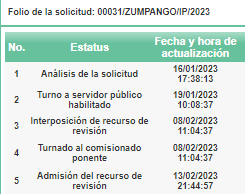 Folio de la solicitud: 00031/ZUMPANGO/IP/2023
No. Estatus Fecha y hora de
actualización
1 Análisis de la solicitud 16/01/2023
17:38:13
2 Turno a servidor público
habilitado 19/01/2023
10:08:37
3 Interposición de recurso de
revisión 08/02/2023
11:04:37
4 Turnado al comisionado
ponente 08/02/2023
11:04:37
5 Admisión del recurso de
revisión 13/02/2023
21:44:57